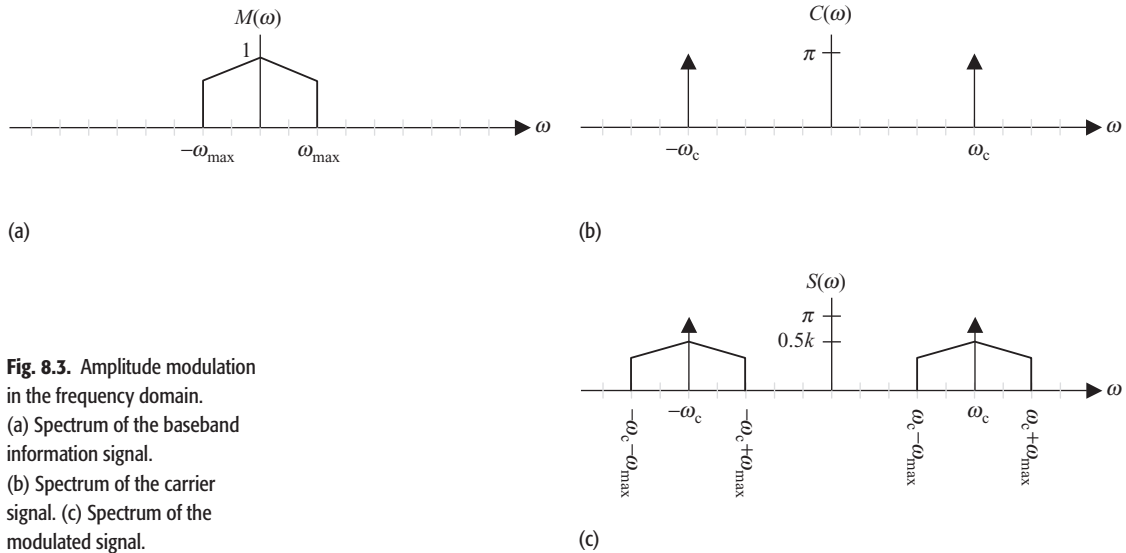 M(ω)
1
ω
−ω_max
ω_max
(a)
C(ω)
π
ω
−ω_c
ω_c
(b)
S(ω)
π
0.5k
ω
−ω_c
ω_c
−ω_c−ω_max
−ω_c+ω_max
ω_c−ω_max
ω_c+ω_max
(c)
Fig. 8.3. Amplitude modulation
in the frequency domain.
(a) Spectrum of the baseband
information signal.
(b) Spectrum of the carrier
signal. (c) Spectrum of the
modulated signal.